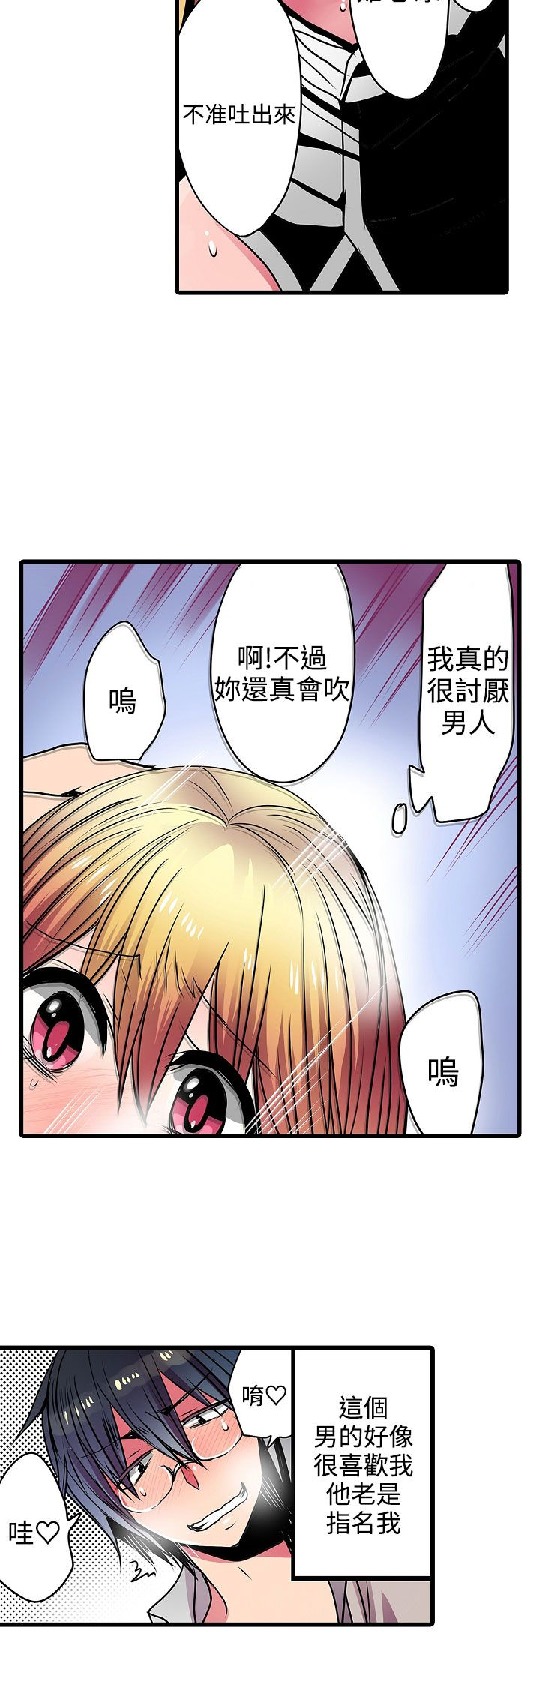 不准吐出來
我真的
很討厭
男人
啊!不過
妳還真會吹
嗚
嗚
這個
男的好像
很喜歡我
他老是
指名我
唷♡
哇♡